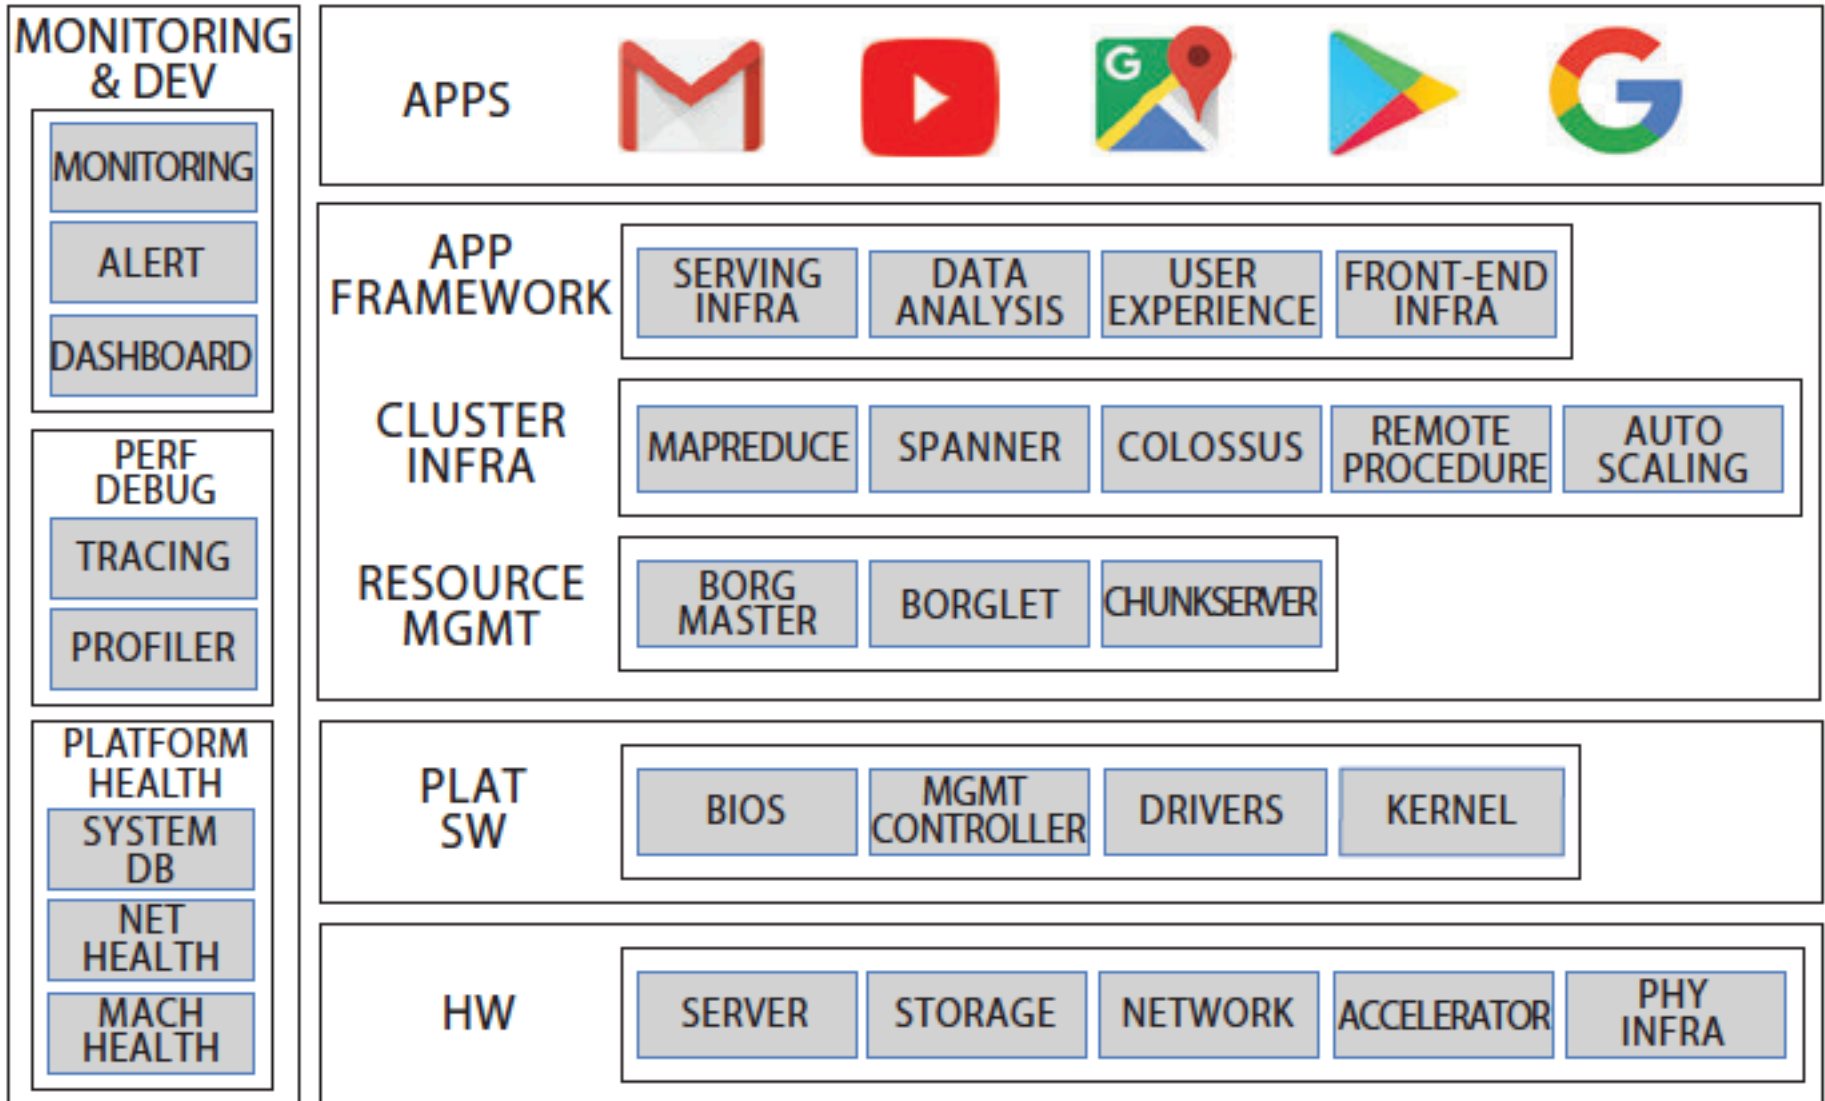 MONITORING
& DEV
MONITORING
ALERT
DASHBOARD
PERF
DEBUG
TRACING
PROFILER
PLATFORM
HEALTH
SYSTEM
DB
NET
HEALTH
MACH
HEALTH
APPS
G
APP
FRAMEWORK
SERVING
INFRA
DATA
ANALYSIS
USER
EXPERIENCE
FRONT-END
INFRA
CLUSTER
INFRA
MAPREDUCE
SPANNER
COLOSSUS
REMOTE
PROCEDURE
AUTO
SCALING
RESOURCE
MGMT
BORG
MASTER
BORGLET
CHUNKSERVER
PLAT
SW
BIOS
MGMT
CONTROLLER
DRIVERS
KERNEL
HW
SERVER
STORAGE
NETWORK
ACCELERATOR
PHY
INFRA